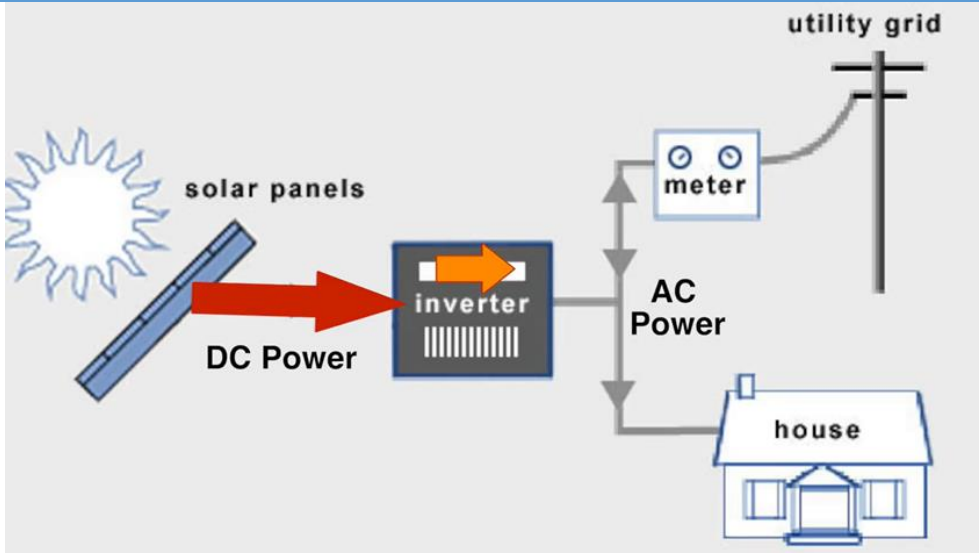 utility grid
solar panels
meter
inverter
AC
Power
DC Power
house